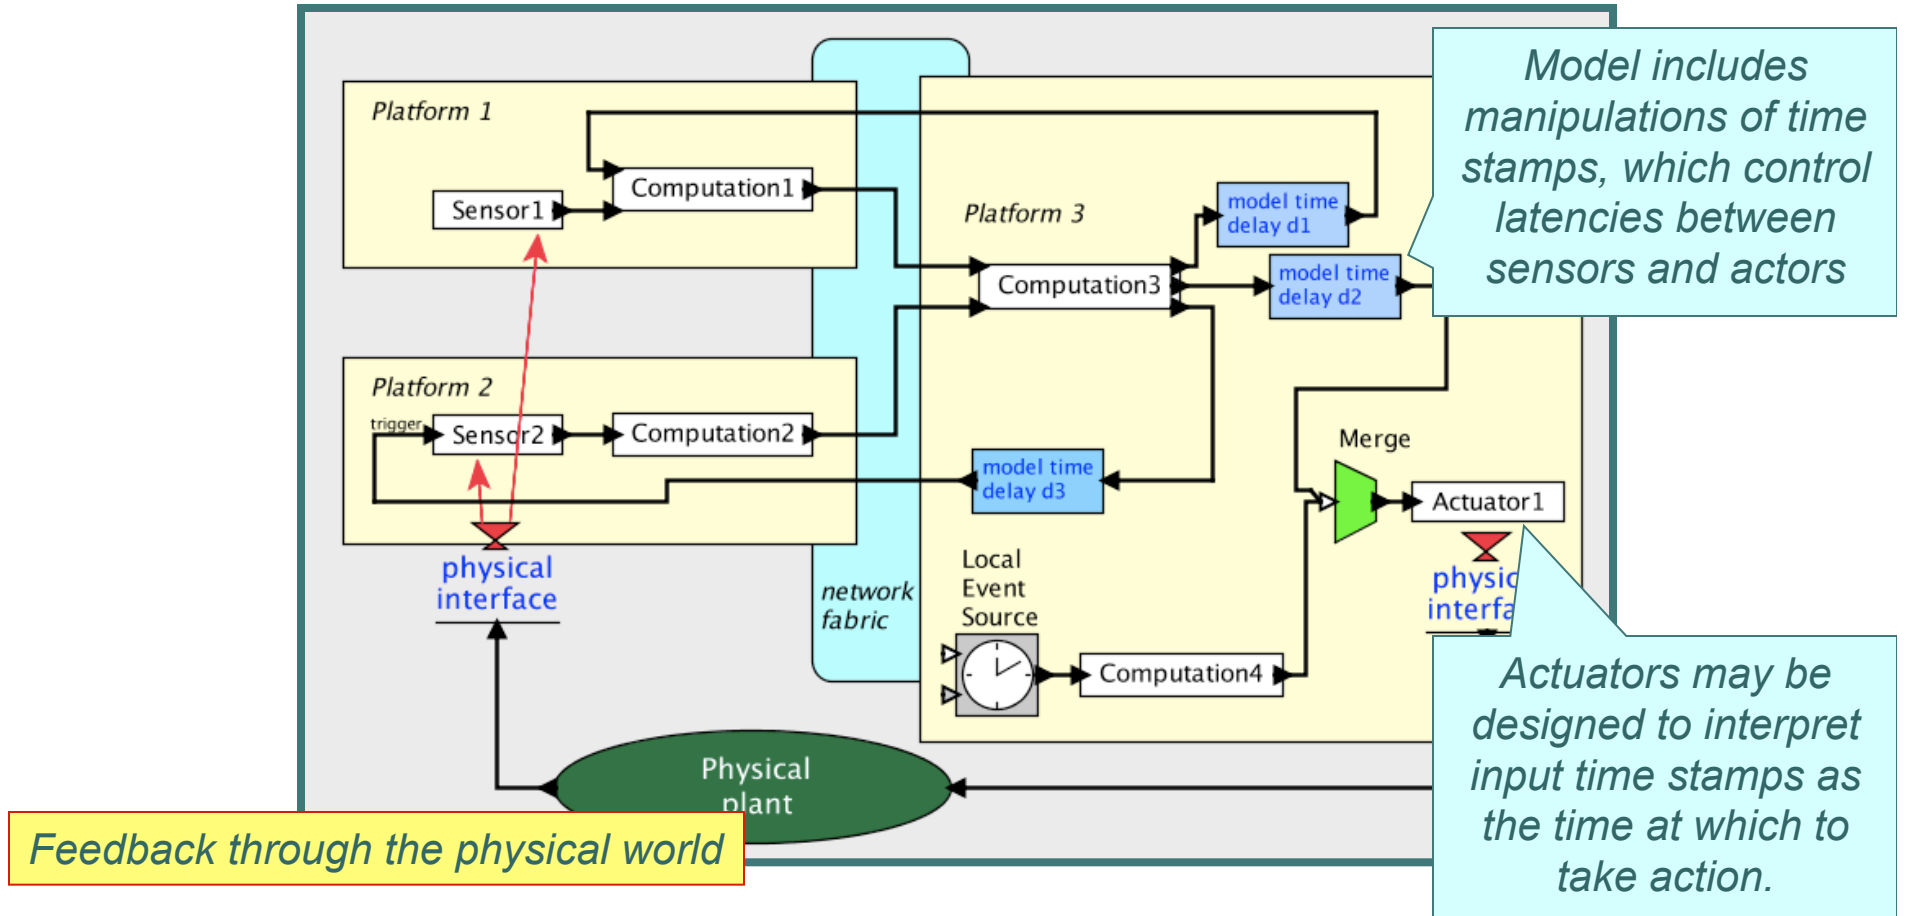 Platform 1
Computation1
Sensor1
Platform 2
trigger
Sensor2
Computation2
physical
interface
network
fabric
Platform 3
model time
delay d1
Computation3
model time
delay d2
model time
delay d3
Merge
Actuator1
Local
Event
Source
Computation4
physic
interfa
Physical
plant
Feedback through the physical world
Model includes
manipulations of time
stamps, which control
latencies between
sensors and actors
Actuators may be
designed to interpret
input time stamps as
the time at which to
take action.